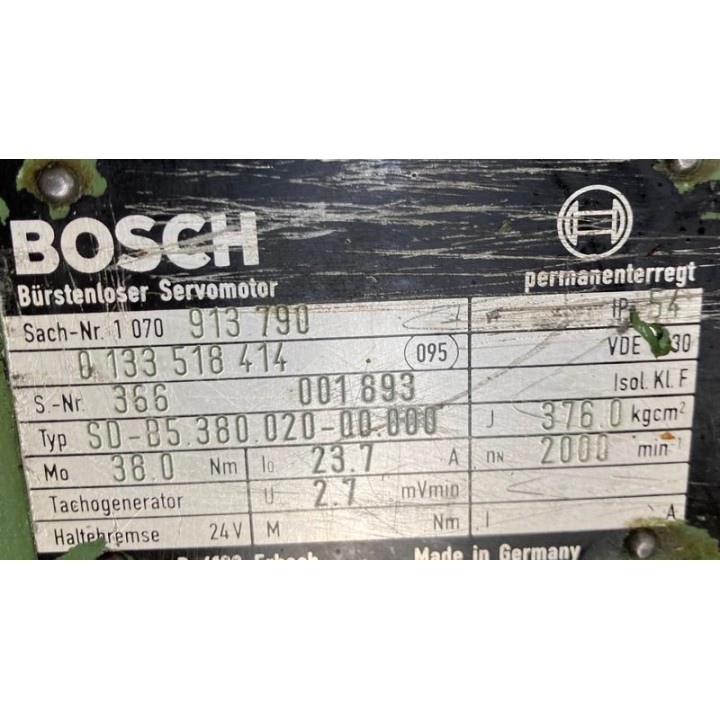 BOSCH
Bürstenloser Servomotor
permanenterregt
Sach-Nr. 1 070 913 790
IP 54
0 133 518 414
095
VDE 30
S.-Nr. 366 001 893
Isol. Kl. F
Typ SD-B5.380.020-00.000
J 376.0 kgcm²
Mo 38.0 Nm Io 23.7 A
nN 2000 min⁻¹
Tachogenerator U 2.7 mVmin
Haltebremse 24V M Nm I A
Made in Germany